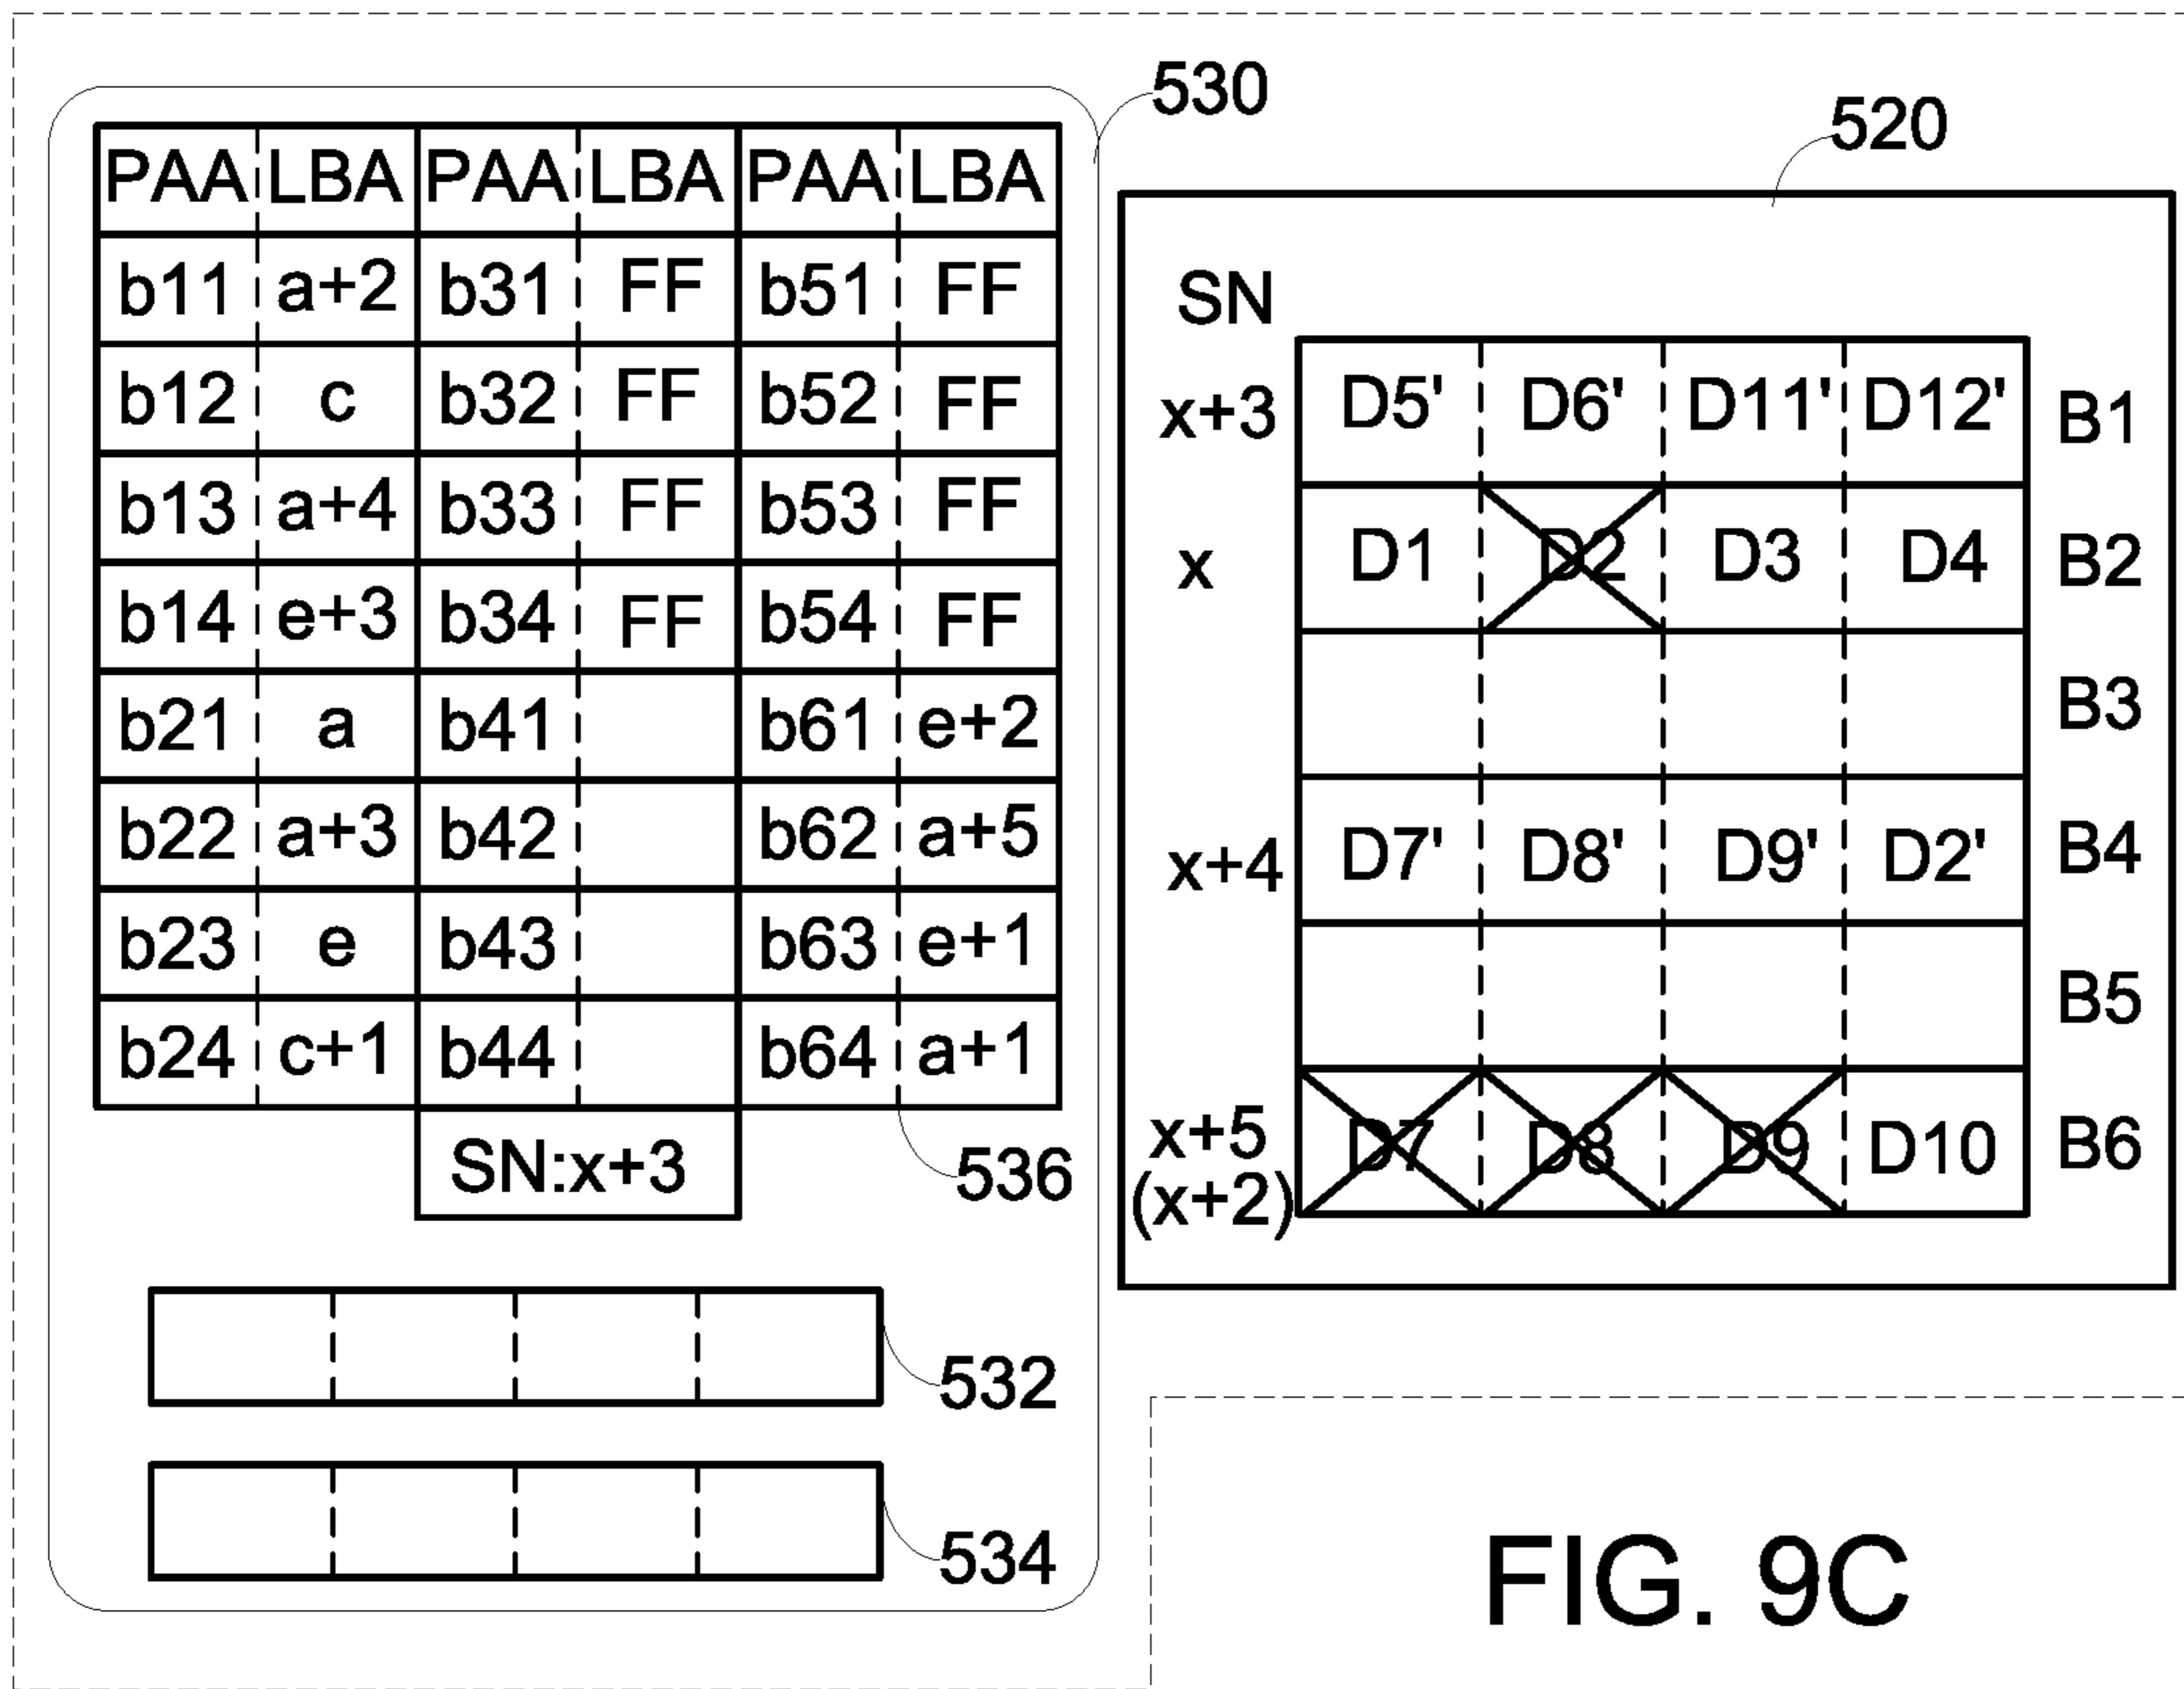 530
520
PAA LBA PAA LBA PAA LBA
b11 a+2 b31 FF b51 FF
b12 c b32 FF b52 FF
b13 a+4 b33 FF b53 FF
b14 e+3 b34 FF b54 FF
b21 a b41 b61 e+2
b22 a+3 b42 b62 a+5
b23 e b43 b63 e+1
b24 c+1 b44 b64 a+1
SN:x+3
536
532
534
SN
x+3 D5' D6' D11' D12' B1
x D1 D2 D3 D4 B2
B3
x+4 D7' D8' D9' D2' B4
B5
x+5 D7 D8 D9 D10 B6
(x+2)
FIG. 9C